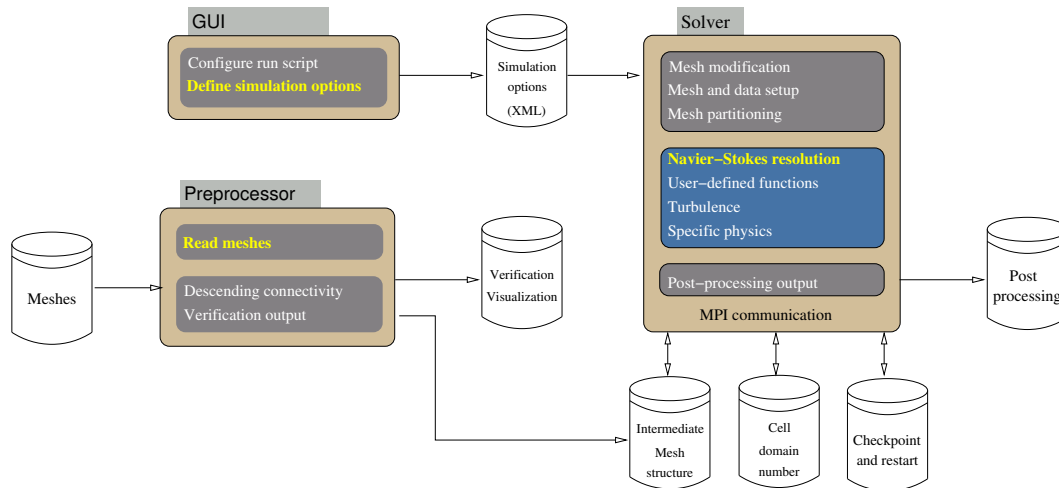 GUI
Configure run script
Define simulation options
Simulation
options
(XML)
Solver
Mesh modification
Mesh and data setup
Mesh partitioning
Navier−Stokes resolution
User−defined functions
Turbulence
Specific physics
Post−processing output
MPI communication
Preprocessor
Read meshes
Descending connectivity
Verification output
Meshes
Verification
Visualization
Post
processing
Intermediate
Mesh
structure
Cell
domain
number
Checkpoint
and restart